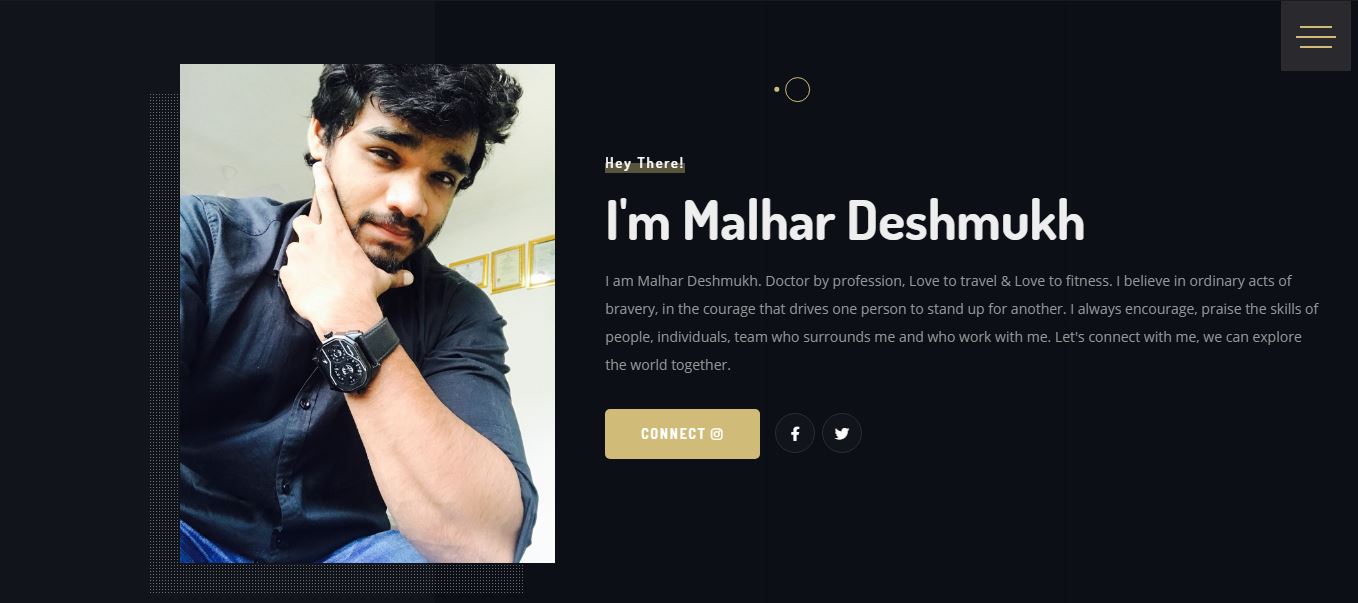 Hey There!
I'm Malhar Deshmukh
I am Malhar Deshmukh. Doctor by profession, Love to travel & Love to fitness. I believe in ordinary acts of
bravery, in the courage that drives one person to stand up for another. I always encourage, praise the skills of
people, individuals, team who surrounds me and who work with me. Let's connect with me, we can explore
the world together.
CONNECT